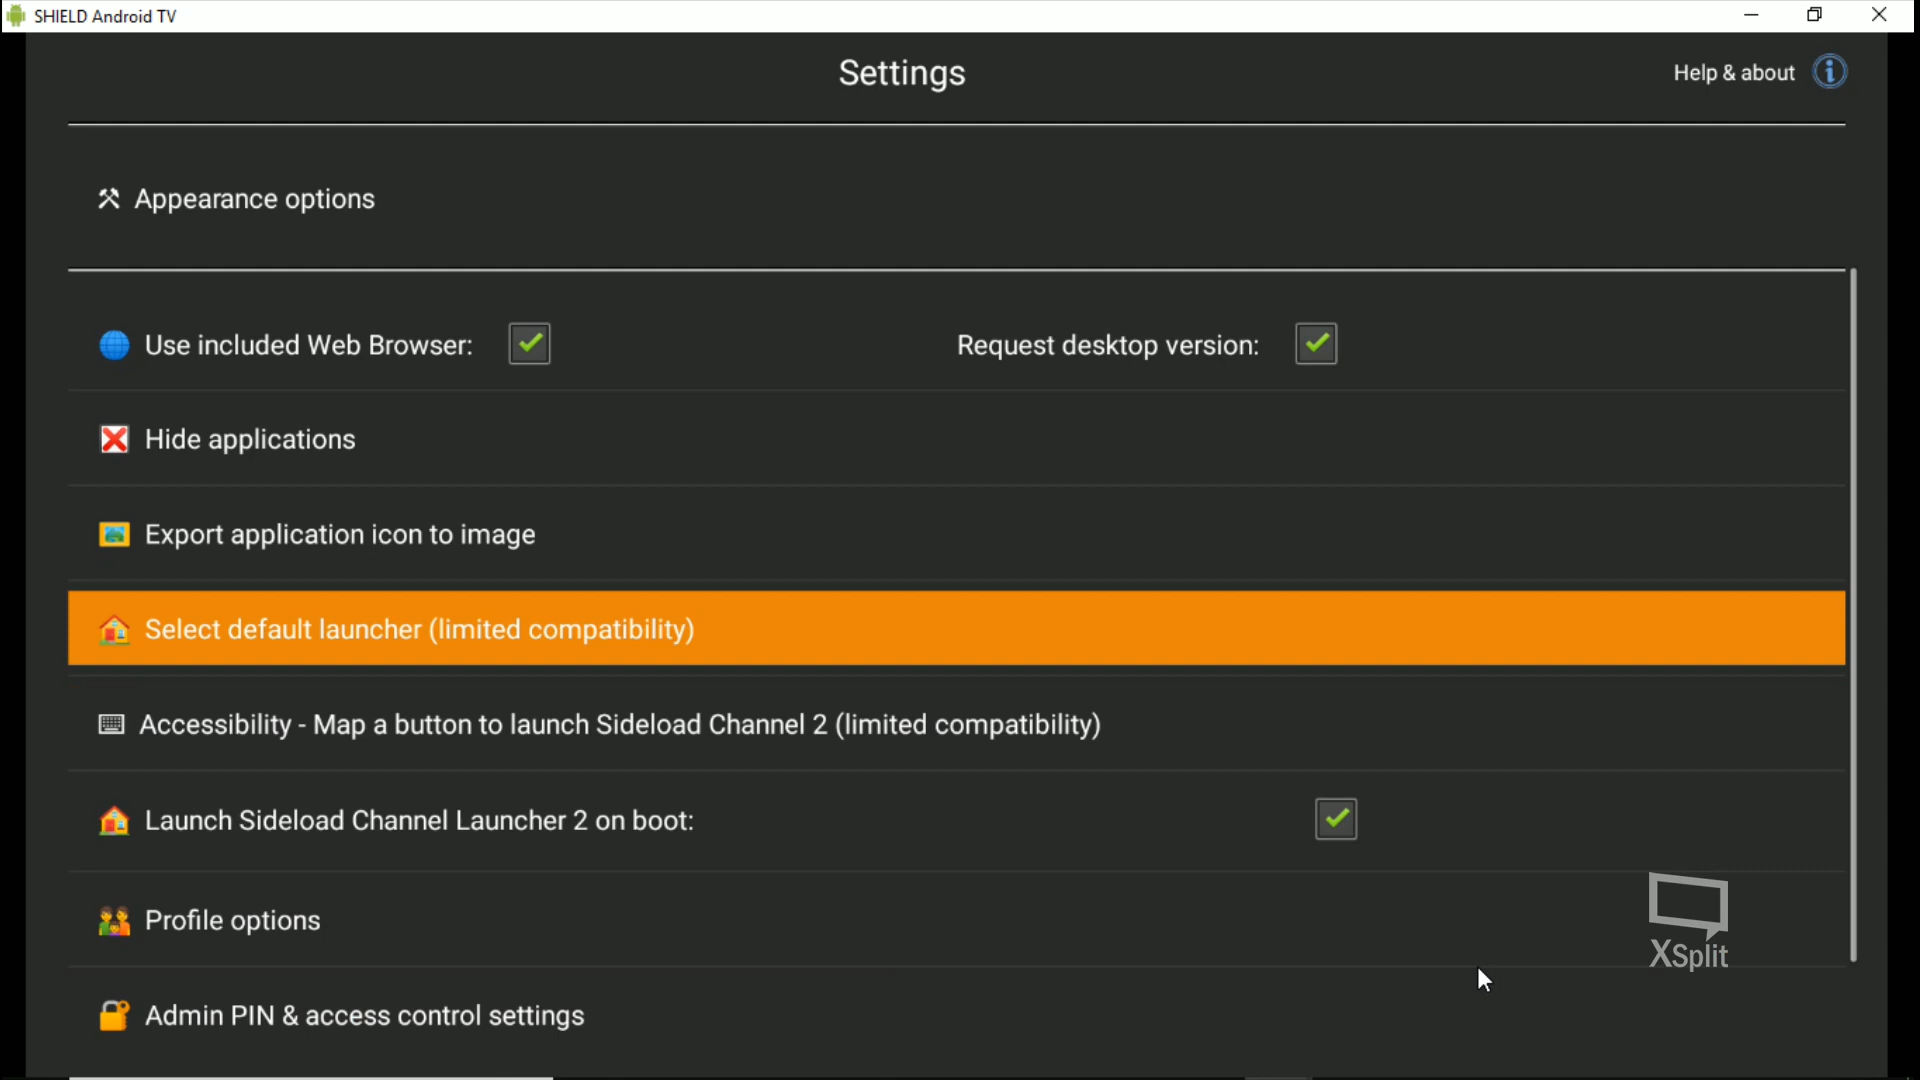 SHIELD Android TV
Settings
Help & about
Appearance options
Use included Web Browser:
Request desktop version:
Hide applications
Export application icon to image
Select default launcher (limited compatibility)
Accessibility - Map a button to launch Sideload Channel 2 (limited compatibility)
Launch Sideload Channel Launcher 2 on boot:
Profile options
XSplit
Admin PIN & access control settings